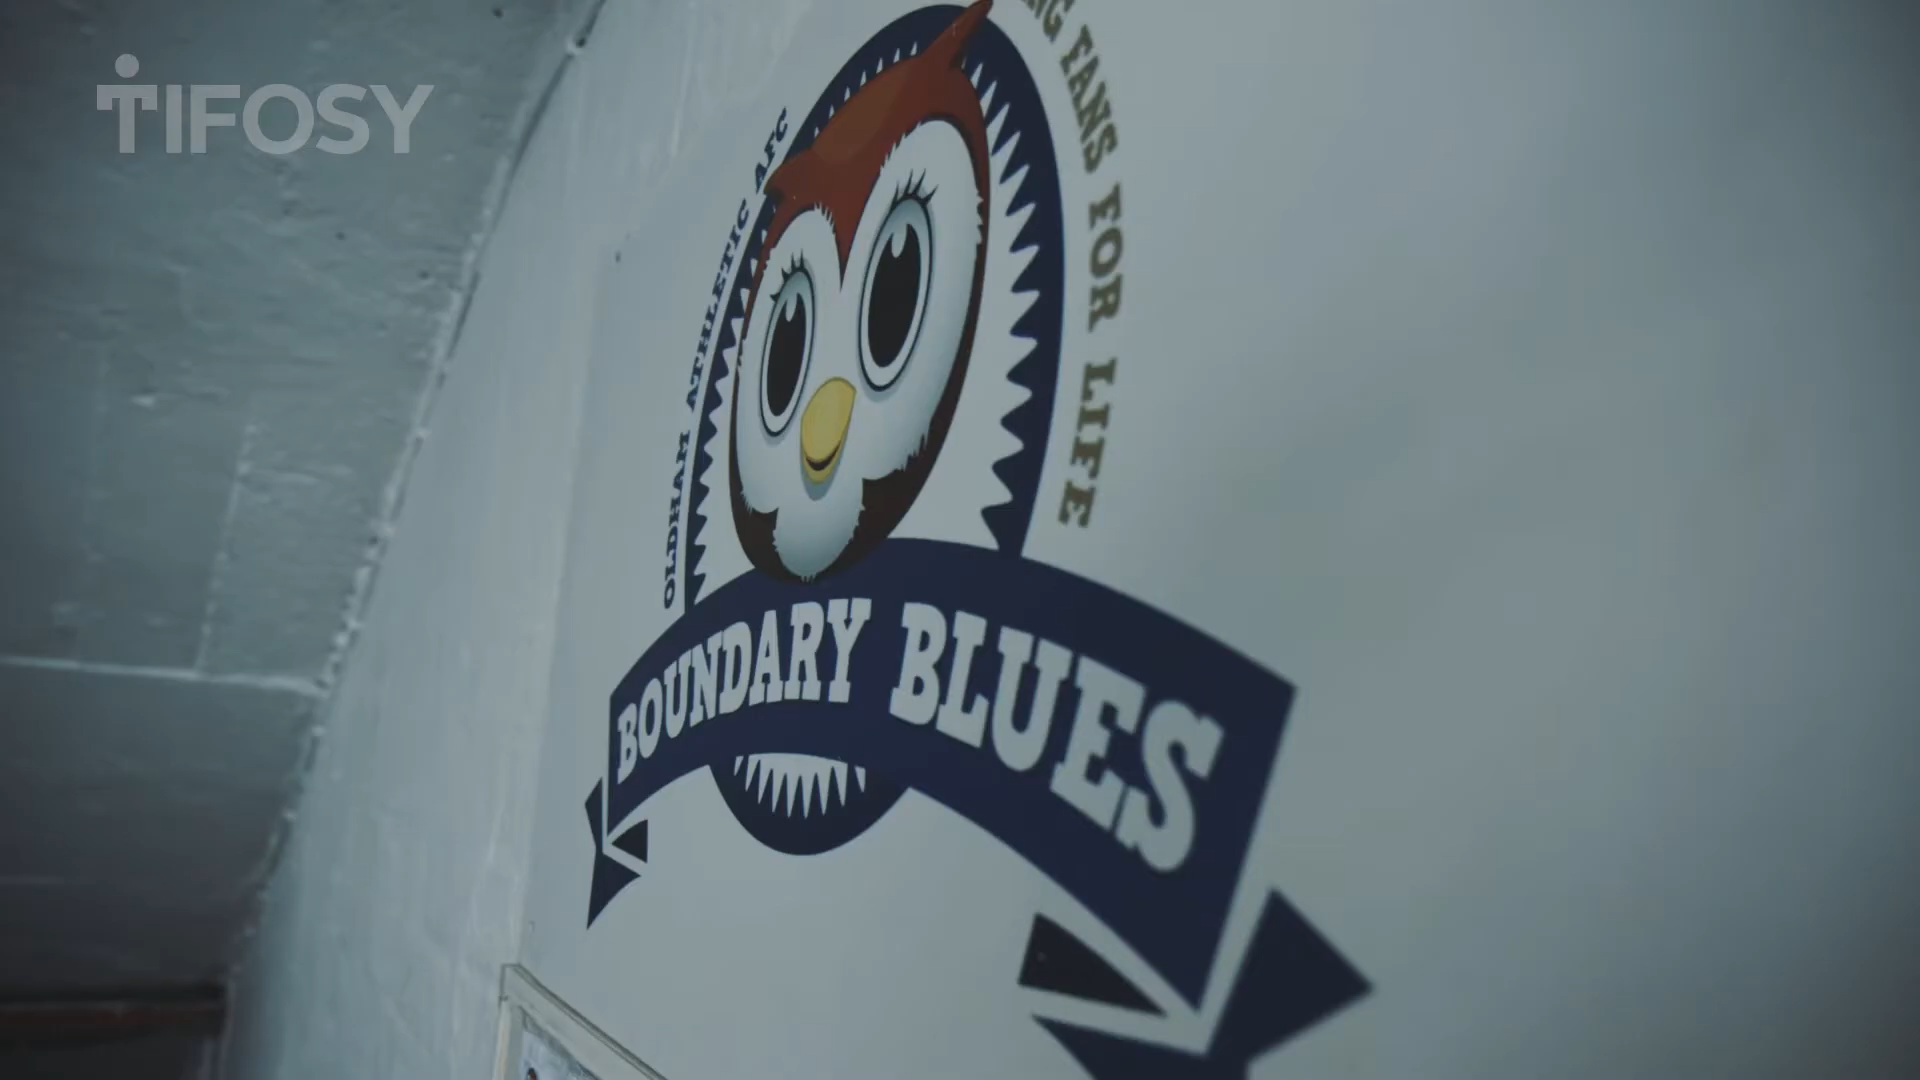 TIFOSY
OLDHAM ATHLETIC AFC
FANS FOR LIFE
BOUNDARY BLUES